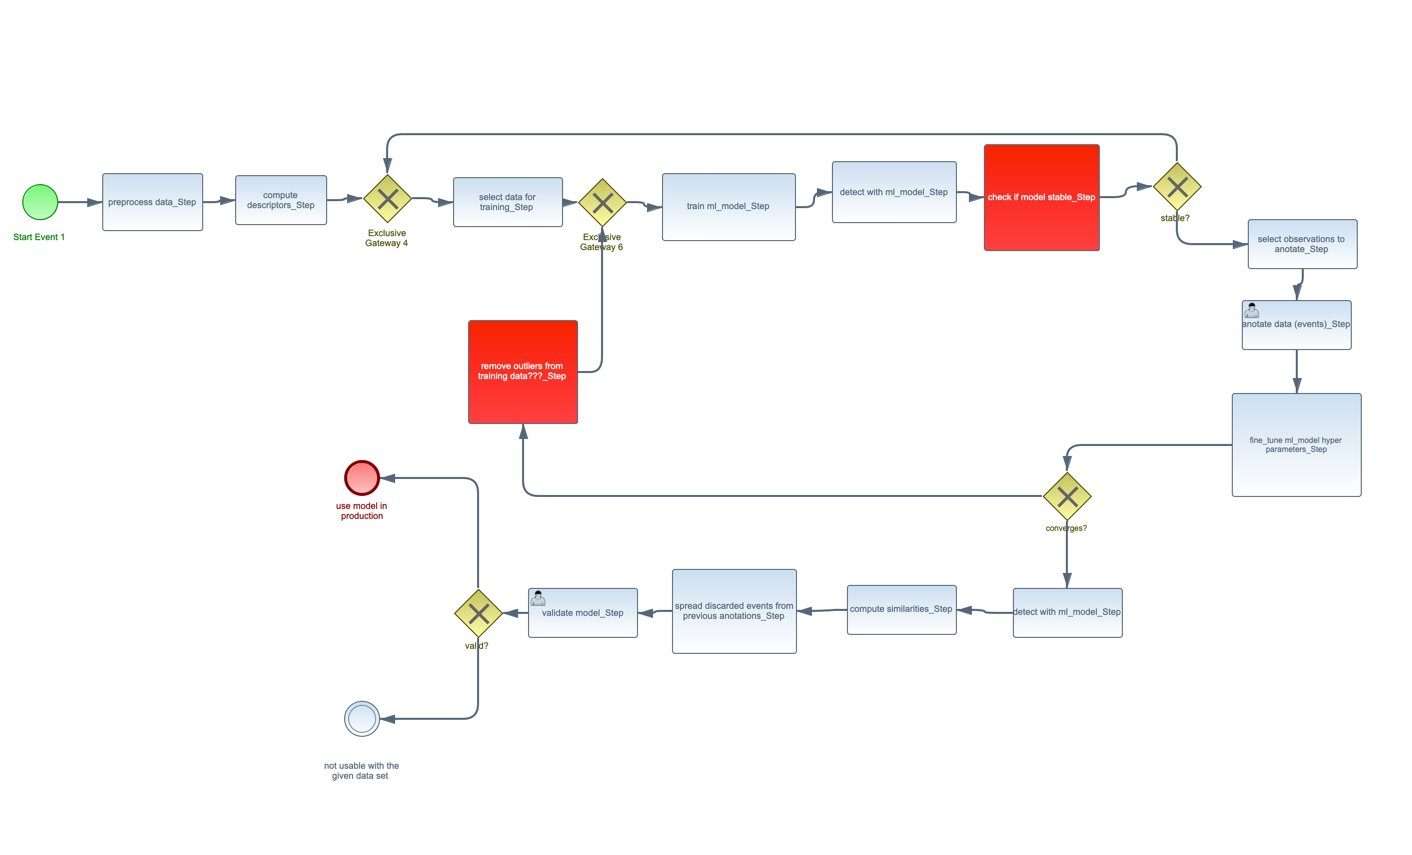 Start Event 1
preprocess data_Step
compute
descriptors_Step
Exclusive
Gateway 4
select data for
training_Step
Exclusive
Gateway 6
train ml_model_Step
detect with ml_model_Step
check if model stable_Step
stable?
select observations to
anotate_Step
anotate data (events)_Step
remove outliers from
training data???_Step
fine_tune ml_model hyper
parameters_Step
converges?
use model in
production
detect with ml_model_Step
compute similarities_Step
spread discarded events from
previous anotations_Step
validate model_Step
valid?
not usable with the
given data set